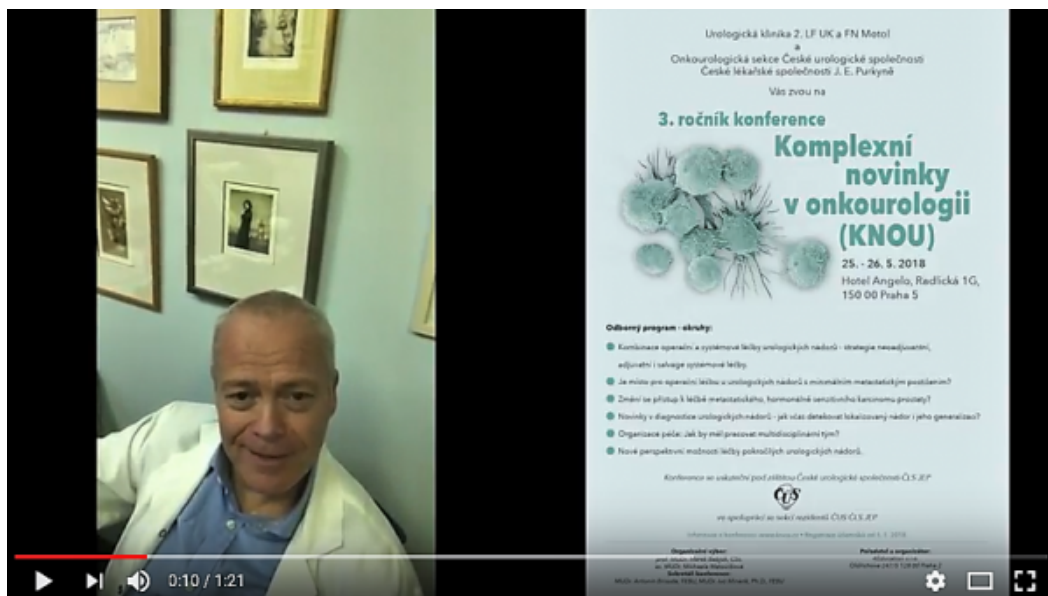 Urologická klinika 2. LF UK a FN Motol
a
Onkourologická sekce České urologické společnosti
České lékařské společnosti J. E. Purkyně
Vás zvou na
3. ročník konference
Komplexní
novinky
v onkourologii
(KNOU)
25. - 26. 5. 2018
Hotel Angelo, Radlická 1G,
150 00 Praha 5
Odborný program - okruhy:
Kombinace operační a systémové léčby urologických nádorů - strategie neoadjuvantní,
adjuvatní i salvage systémové léčby.
Je místo pro operační léčbu u urologických nádorů s minimálním metastatickým postižením?
Změní se přístup k léčbě metastatického, hormonálně senzitivního karcinomu prostaty?
Novinky v diagnostice urologických nádorů - jak včas detekovat lokalizovaný nádor i jeho generalizaci?
Organizace péče: Jak by měl pracovat multidisciplinární tým?
Nové perspektivní možnosti léčby pokročilých urologických nádorů.
Konference se uskuteční pod záštitou České urologické společnosti ČLS JEP
ČUS
ve spolupráci se sekcí rezidentů ČUS ČLS JEP
Organizační výbor:
Pořadatel a organizátor:
0:10 / 1:21